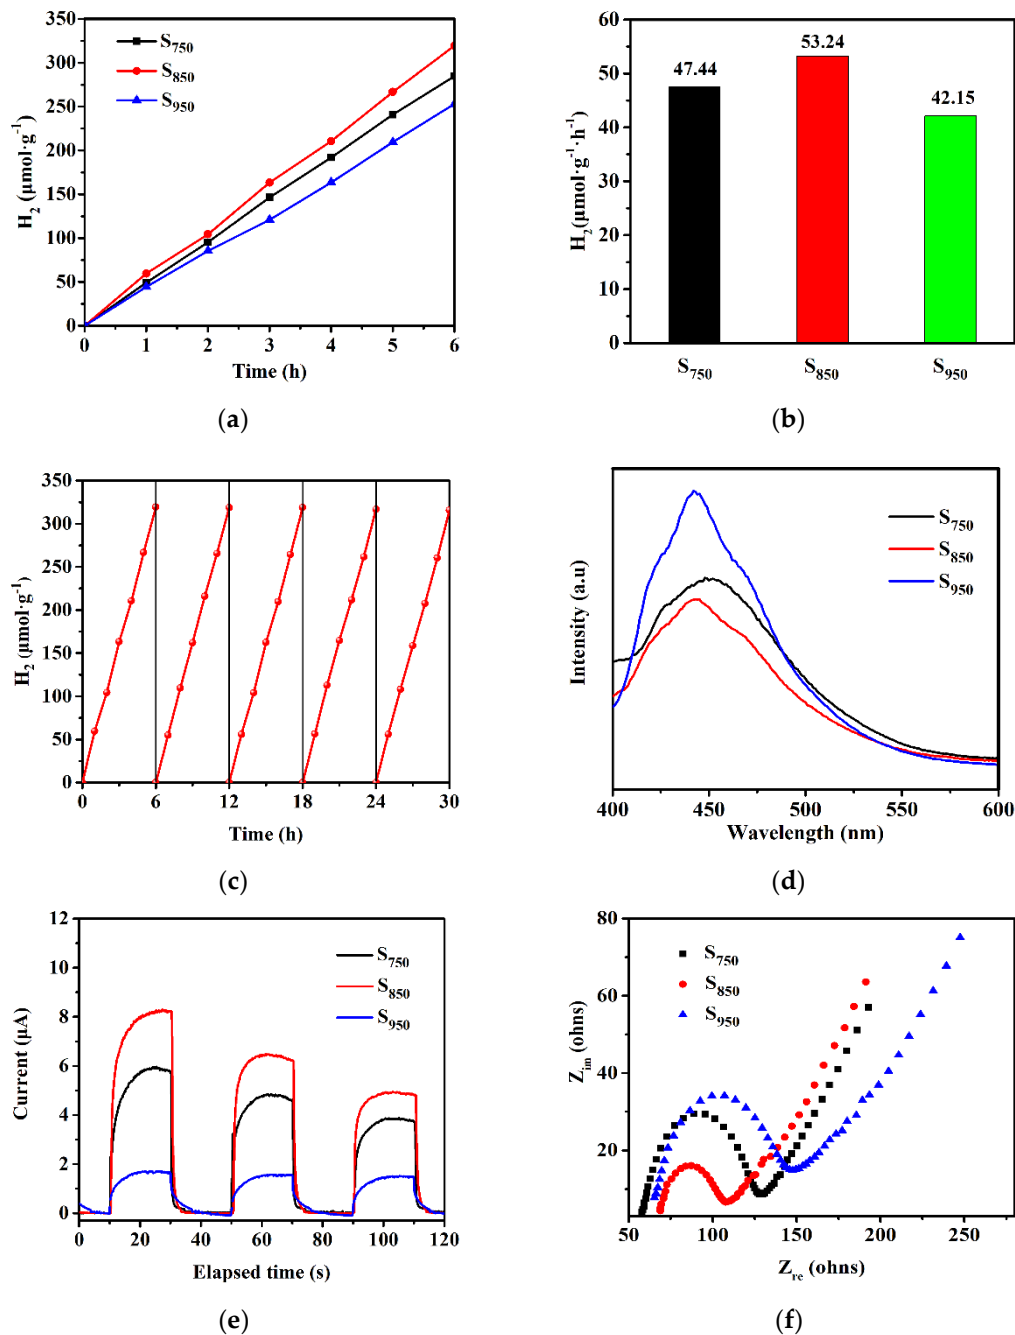 350
300
250
200
150
100
50
0
H₂ (μmol·g⁻¹)
S₇₅₀
S₈₅₀
S₉₅₀
0 1 2 3 4 5 6
Time (h)
(a)
60
50
40
30
20
10
0
H₂(μmol·g⁻¹·h⁻¹)
47.44
53.24
42.15
S₇₅₀ S₈₅₀ S₉₅₀
(b)
350
300
250
200
150
100
50
0
H₂ (μmol·g⁻¹)
0 6 12 18 24 30
Time (h)
(c)
Intensity (a.u)
S₇₅₀
S₈₅₀
S₉₅₀
400 450 500 550 600
Wavelength (nm)
(d)
12
10
8
6
4
2
0
Current (μA)
S₇₅₀
S₈₅₀
S₉₅₀
0 20 40 60 80 100 120
Elapsed time (s)
(e)
80
60
40
20
Z_im (ohns)
S₇₅₀
S₈₅₀
S₉₅₀
50 100 150 200 250
Z_re (ohns)
(f)